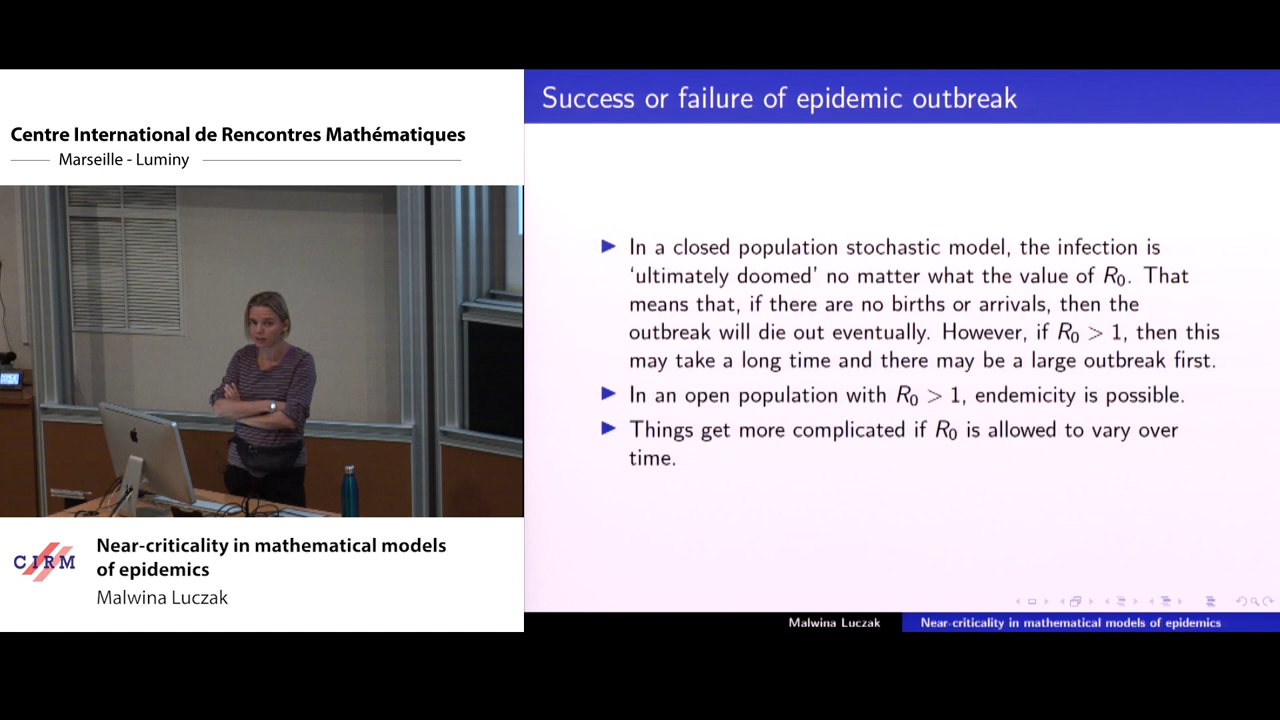 Centre International de Rencontres Mathématiques
Marseille - Luminy
CIRM
Near-criticality in mathematical models
of epidemics
Malwina Luczak
Success or failure of epidemic outbreak
In a closed population stochastic model, the infection is
‘ultimately doomed’ no matter what the value of R₀. That
means that, if there are no births or arrivals, then the
outbreak will die out eventually. However, if R₀ > 1, then this
may take a long time and there may be a large outbreak first.
In an open population with R₀ > 1, endemicity is possible.
Things get more complicated if R₀ is allowed to vary over
time.
Malwina Luczak
Near-criticality in mathematical models of epidemics